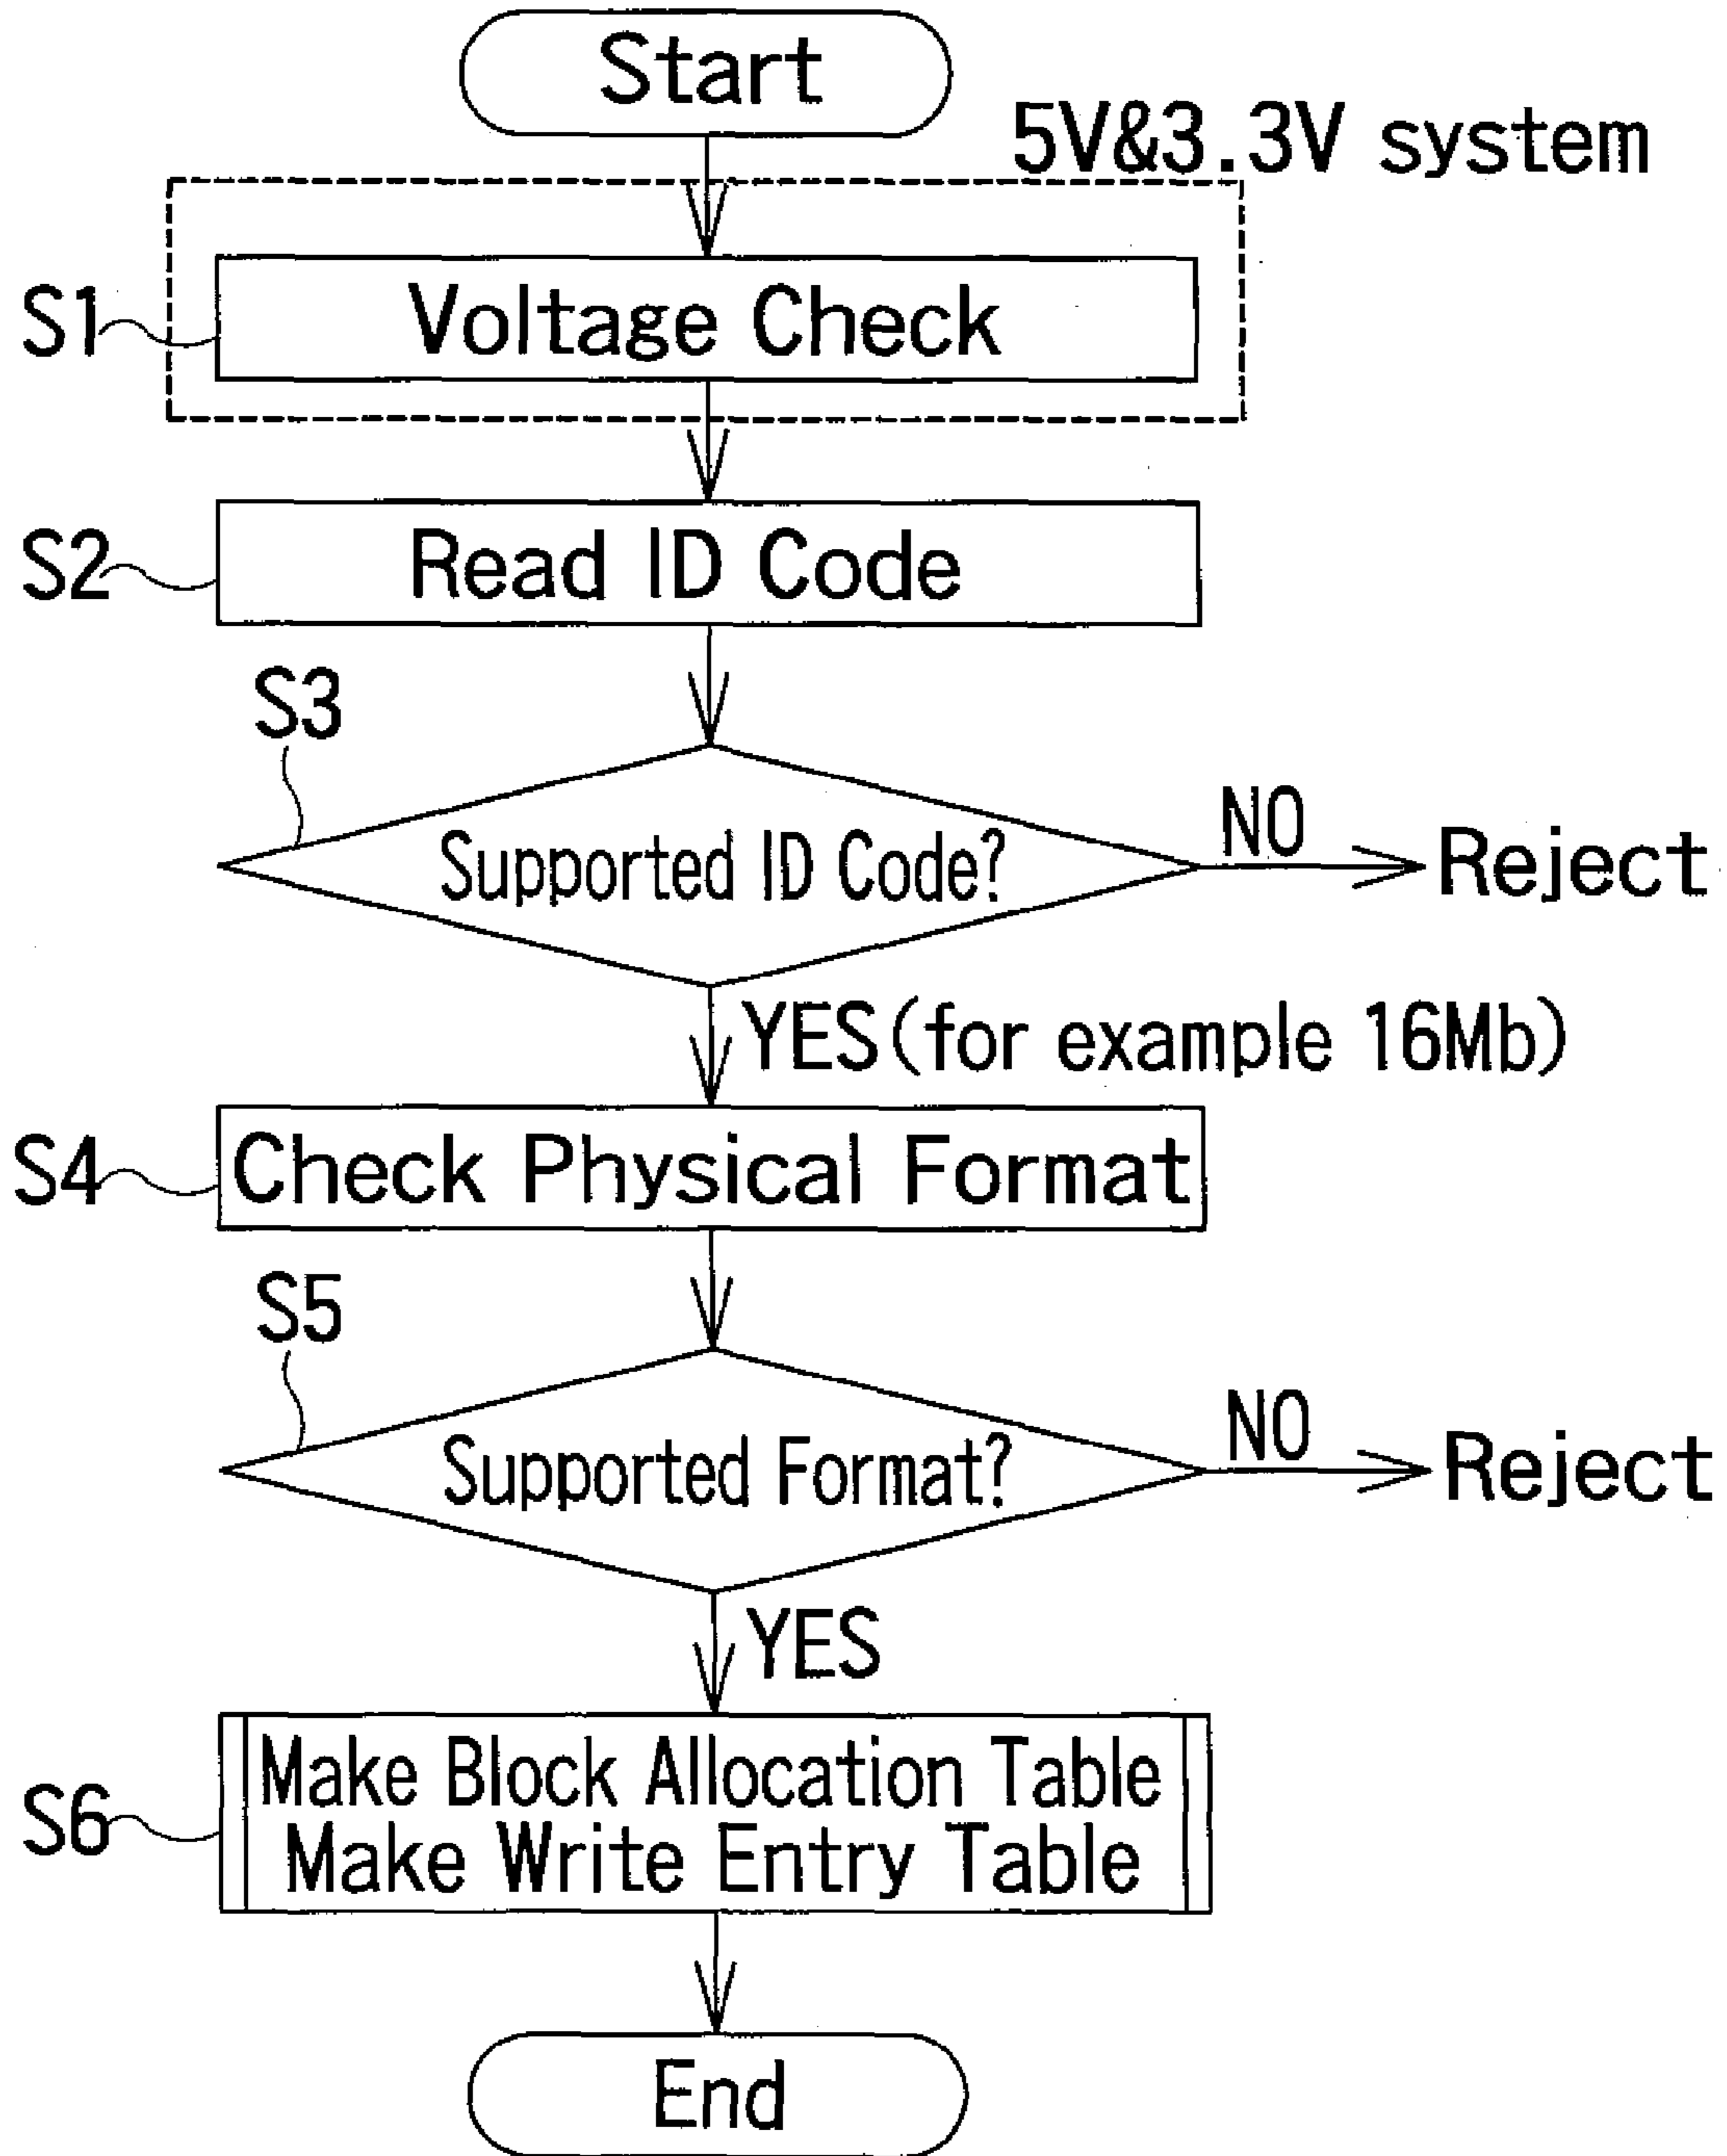 Start
5V&3.3V system
S1
Voltage Check
S2
Read ID Code
S3
Supported ID Code?
NO
Reject
YES(for example 16Mb)
S4
Check Physical Format
S5
Supported Format?
NO
Reject
YES
S6
Make Block Allocation Table
Make Write Entry Table
End